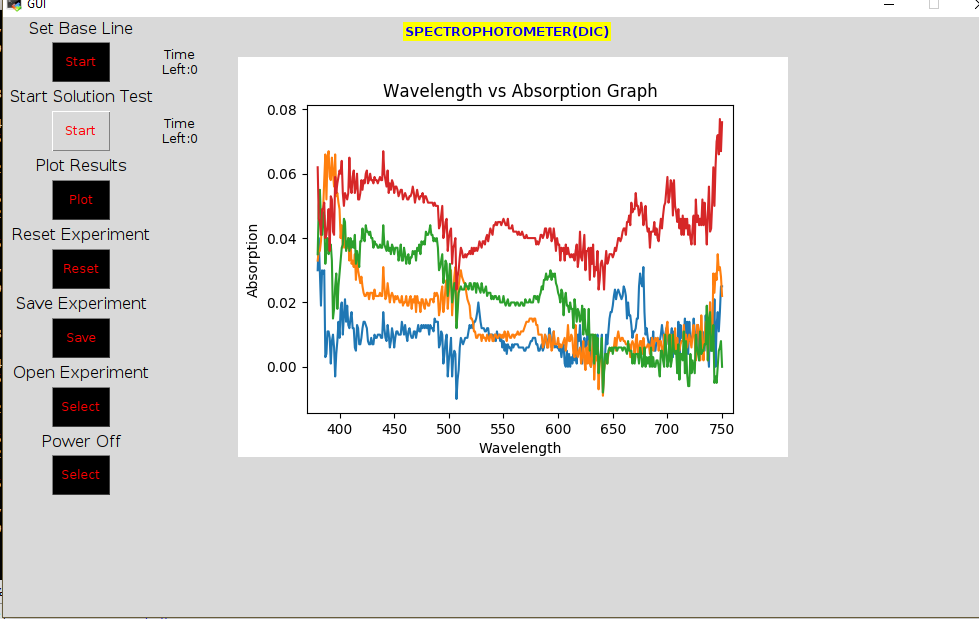 GUI
SPECTROPHOTOMETER(DIC)
Set Base Line
Start
Time
Left:0
Start Solution Test
Start
Time
Left:0
Plot Results
Plot
Reset Experiment
Reset
Save Experiment
Save
Open Experiment
Select
Power Off
Select
Wavelength vs Absorption Graph
Absorption
0.08
0.06
0.04
0.02
0.00
400 450 500 550 600 650 700 750
Wavelength